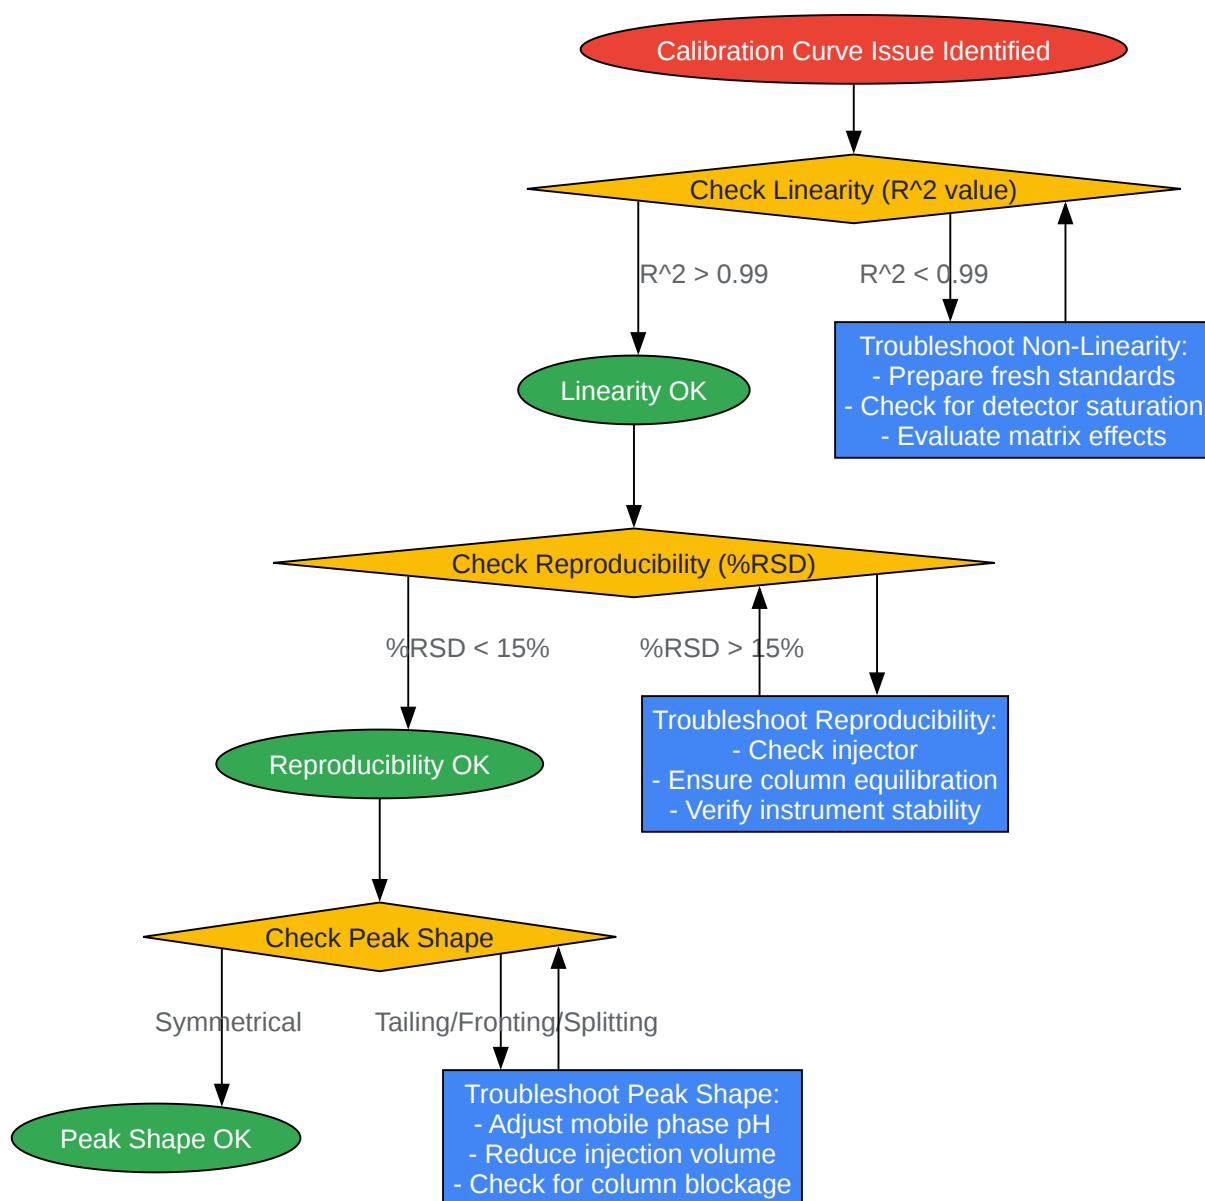 Calibration Curve Issue Identified
Check Linearity (R^2 value)
R^2 > 0.99
R^2 < 0.99
Troubleshoot Non-Linearity:
- Prepare fresh standards
- Check for detector saturation
- Evaluate matrix effects
Linearity OK
Check Reproducibility (%RSD)
%RSD < 15%
%RSD > 15%
Troubleshoot Reproducibility:
- Check injector
- Ensure column equilibration
- Verify instrument stability
Reproducibility OK
Check Peak Shape
Symmetrical
Tailing/Fronting/Splitting
Troubleshoot Peak Shape:
- Adjust mobile phase pH
- Reduce injection volume
- Check for column blockage
Peak Shape OK